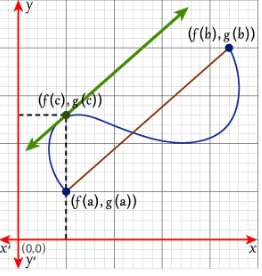 y
(f(b), g(b))
(f(c), g(c))
(f(a), g(a))
x' (0,0) x
y'